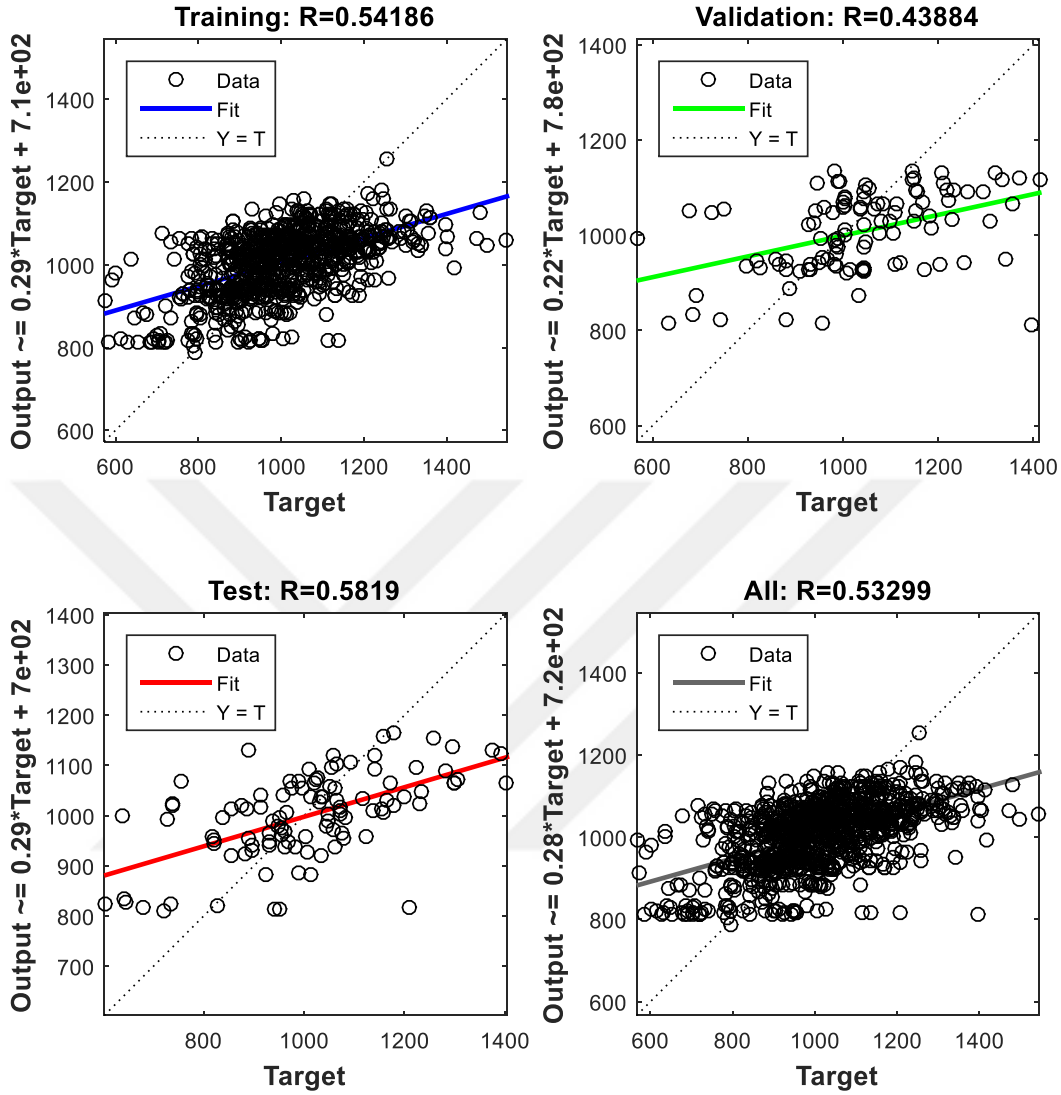 Training: R=0.54186
Output ~= 0.29*Target + 7.1e+02
1400
1200
1000
800
600
Data
Fit
Y = T
600 800 1000 1200 1400
Target
Validation: R=0.43884
Output ~= 0.22*Target + 7.8e+02
1400
1200
1000
800
600
Data
Fit
Y = T
600 800 1000 1200 1400
Target
Test: R=0.5819
Output ~= 0.29*Target + 7e+02
1400
1300
1200
1100
1000
900
800
700
Data
Fit
Y = T
800 1000 1200 1400
Target
All: R=0.53299
Output ~= 0.28*Target + 7.2e+02
1400
1200
1000
800
600
Data
Fit
Y = T
600 800 1000 1200 1400
Target